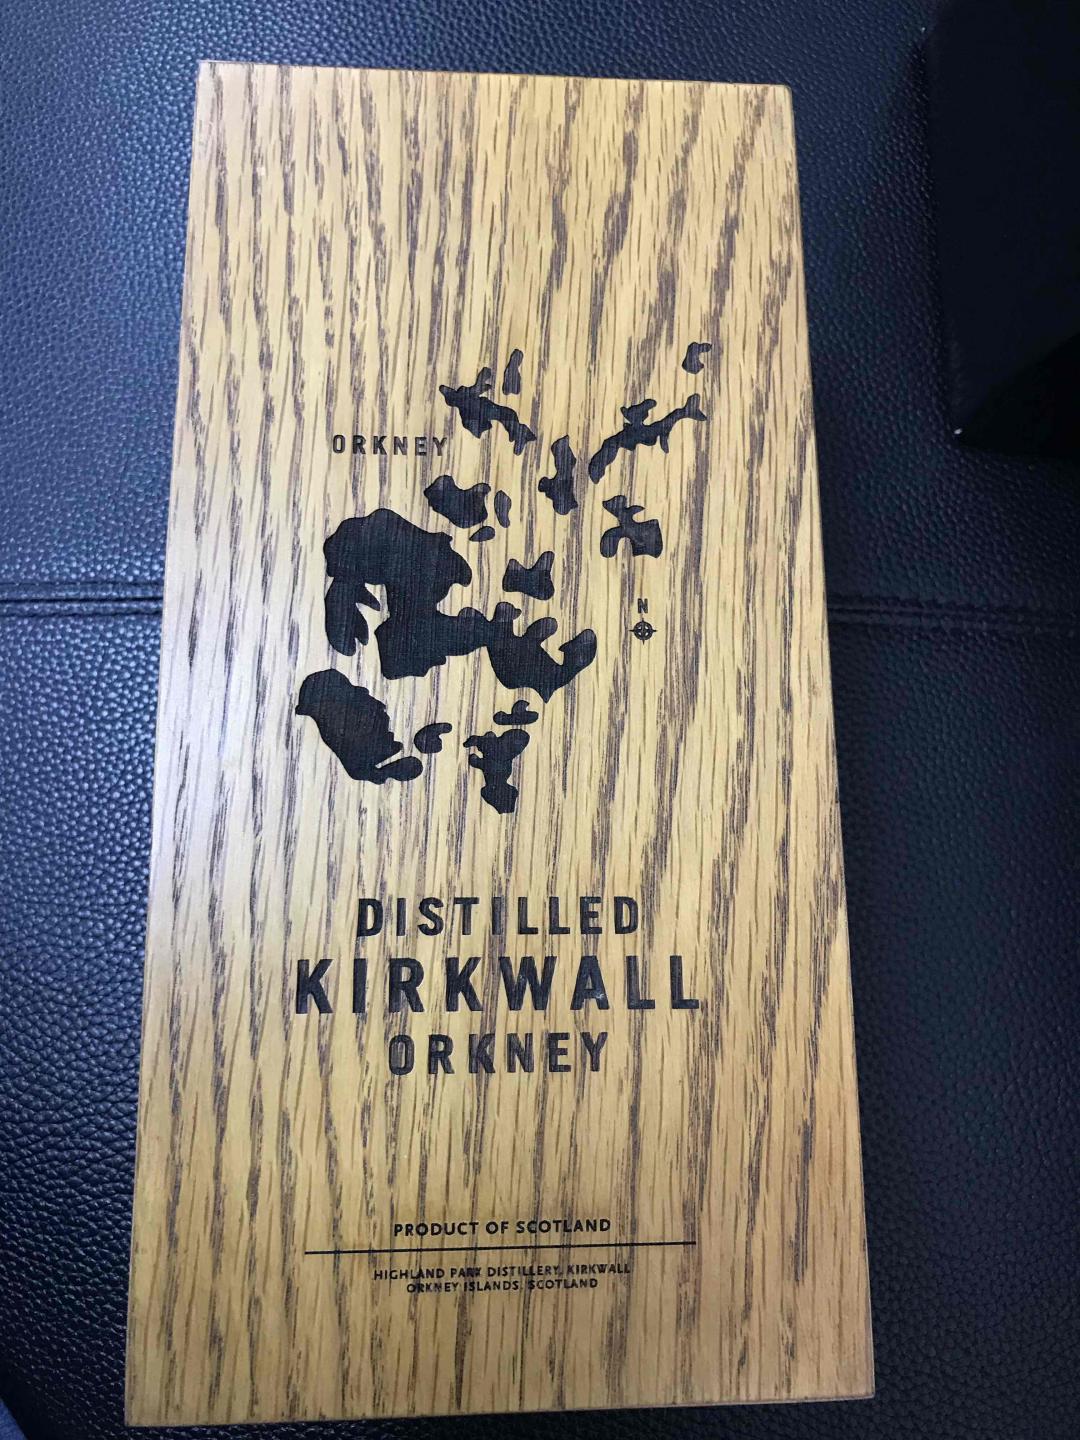 ORKNEY
N
DISTILLED
KIRKWALL
ORKNEY
PRODUCT OF SCOTLAND
HIGHLAND PARK DISTILLERY, KIRKWALL
ORKNEY ISLANDS, SCOTLAND